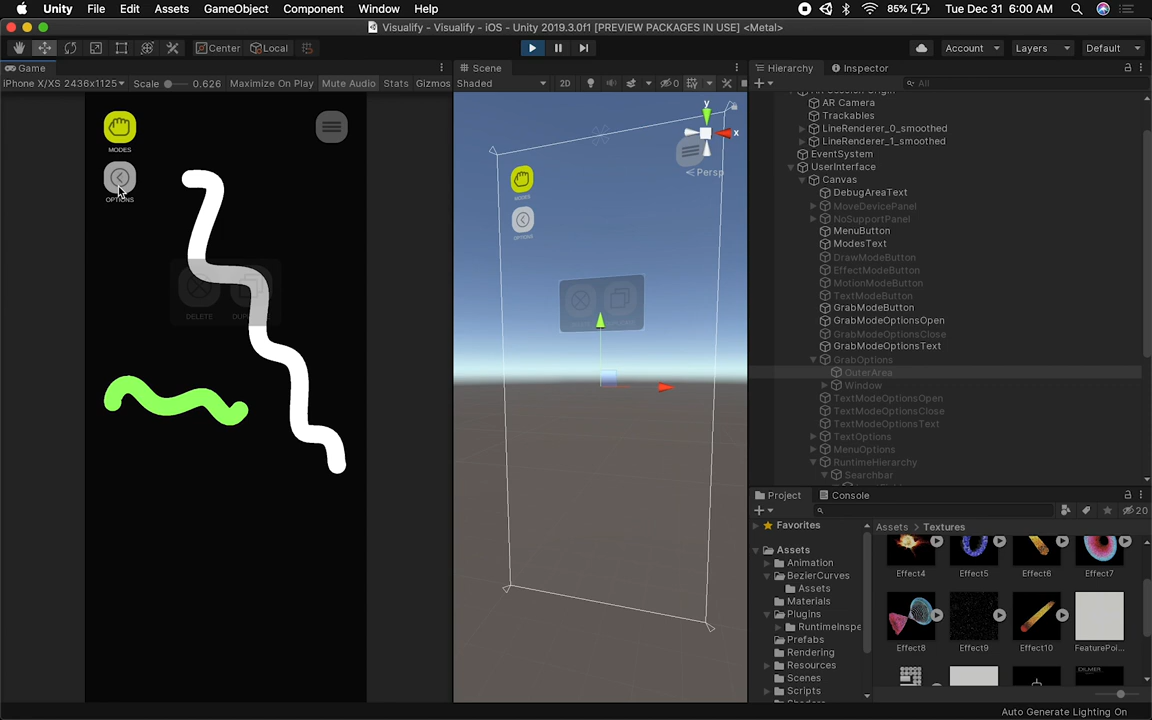 Unity File Edit Assets GameObject Component Window Help 85% Tue Dec 31 6:00 AM
Visualify - Visualify - iOS - Unity 2019.3.0f1 [PREVIEW PACKAGES IN USE] <Metal>
Center Local Account Layers Default
Game Scene Hierarchy Inspector
iPhone X/XS 2436x1125 Scale 0.626 Maximize On Play Mute Audio Stats Gizmos Shaded 2D 0 All
MODES
OPTIONS
DELETE
y
x
Persp
MODES
AR Camera
Trackables
LineRenderer_0_smoothed
LineRenderer_1_smoothed
EventSystem
UserInterface
Canvas
DebugAreaText
MoveDevicePanel
NoSupportPanel
MenuButton
ModesText
DrawModeButton
EffectModeButton
MotionModeButton
TextModeButton
GrabModeButton
GrabModeOptionsOpen
GrabModeOptionsClose
GrabModeOptionsText
GrabOptions
OuterArea
Window
TextModeOptionsOpen
TextModeOptionsClose
TextModeOptionsText
TextOptions
MenuOptions
RuntimeHierarchy
Searchbar
Project Console
20
Favorites
Assets
Animation
BezierCurves
Assets
Materials
Plugins
RuntimeInspe
Prefabs
Rendering
Resources
Scenes
Scripts
Assets > Textures
Effect4 Effect5 Effect6 Effect7
Effect8 Effect9 Effect10 FeaturePoi...
DILMER
Auto Generate Lighting On